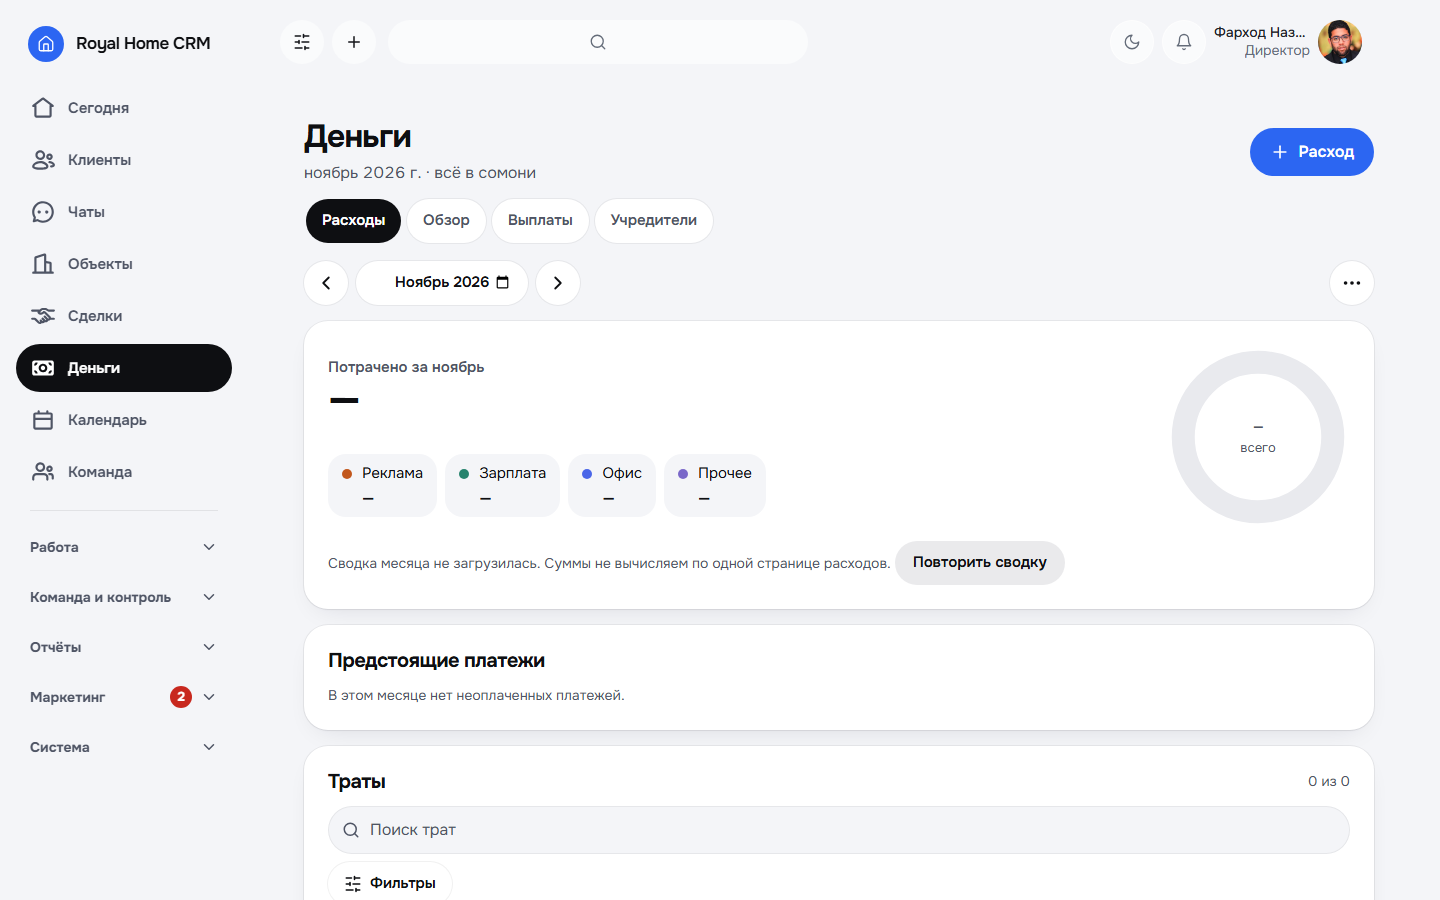 Royal Home CRM
Фарход Наз...
Директор
Сегодня
Клиенты
Чаты
Объекты
Сделки
Деньги
Календарь
Команда
Работа
Команда и контроль
Отчёты
Маркетинг 2
Система
Деньги
ноябрь 2026 г. · всё в сомони
+ Расход
Расходы Обзор Выплаты Учредители
Ноябрь 2026
Потрачено за ноябрь
—
Реклама Зарплата Офис Прочее
– – – –
–
всего
Сводка месяца не загрузилась. Суммы не вычисляем по одной странице расходов. Повторить сводку
Предстоящие платежи
В этом месяце нет неоплаченных платежей.
Траты 0 из 0
Поиск трат
Фильтры